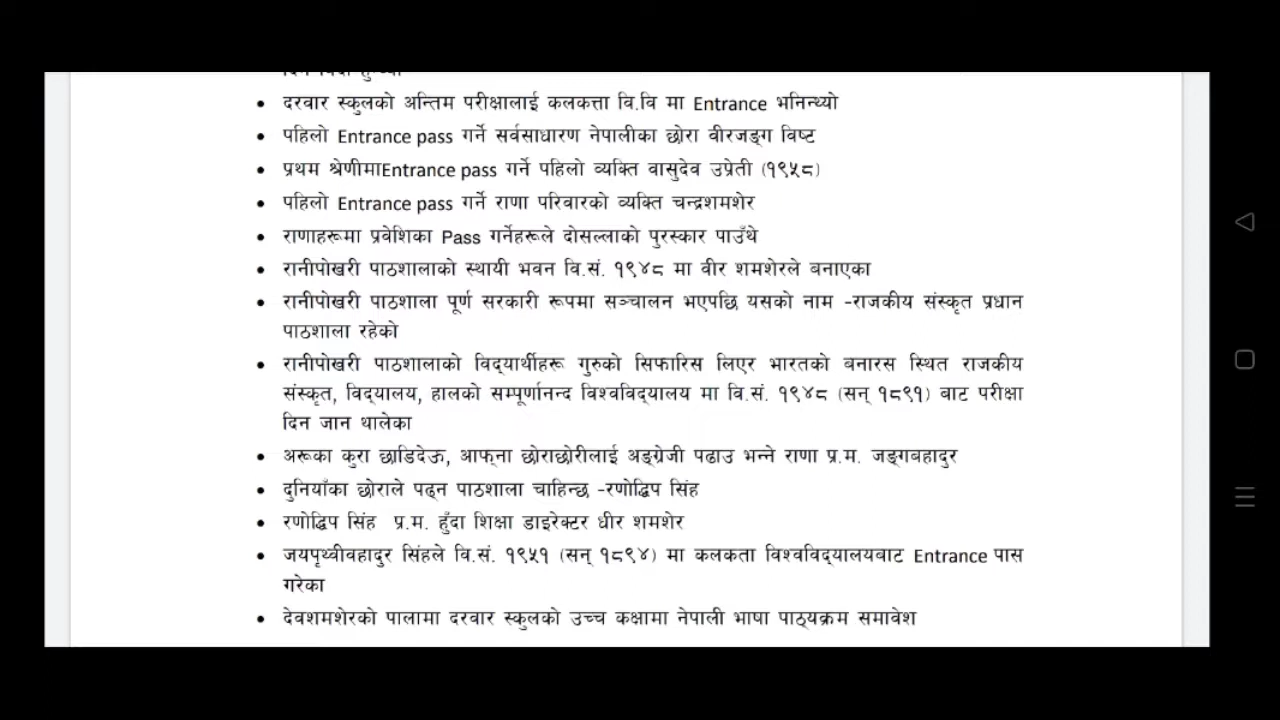 • दरवार स्कुलको अन्तिम परीक्षालाई कलकत्ता वि.वि मा Entrance भनिन्थ्यो
• पहिलो Entrance pass गर्ने सर्वसाधारण नेपालीका छोरा वीरजङ्ग विष्ट
• प्रथम श्रेणीमाEntrance pass गर्ने पहिलो व्यक्ति वासुदेव उप्रेती (१९५८)
• पहिलो Entrance pass गर्ने राणा परिवारको व्यक्ति चन्द्रशमशेर
• राणाहरूमा प्रवेशिका Pass गर्नेहरूले दोसल्लाको पुरस्कार पाउँथे
• रानीपोखरी पाठशालाको स्थायी भवन वि.सं. १९४८ मा वीर शमशेरले बनाएका
• रानीपोखरी पाठशाला पूर्ण सरकारी रूपमा सञ्चालन भएपछि यसको नाम -राजकीय संस्कृत प्रधान
पाठशाला रहेको
• रानीपोखरी पाठशालाको विद्यार्थीहरू गुरुको सिफारिस लिएर भारतको बनारस स्थित राजकीय
संस्कृत, विद्यालय, हालको सम्पूर्णानन्द विश्वविद्यालय मा वि.सं. १९४८ (सन् १८९१) बाट परीक्षा
दिन जान थालेका
• अरूका कुरा छाडिदेऊ, आफ्ना छोराछोरीलाई अङ्ग्रेजी पढाउ भन्ने राणा प्र.म. जङ्गबहादुर
• दुनियाँका छोराले पढ्न पाठशाला चाहिन्छ -रणोद्धिप सिंह
• रणोद्धिप सिंह प्र.म. हुँदा शिक्षा डाइरेक्टर धीर शमशेर
• जयपृथ्वीवहादुर सिंहले वि.सं. १९५१ (सन् १८९४) मा कलकता विश्वविद्यालयबाट Entrance पास
गरेका
• देवशमशेरको पालामा दरवार स्कुलको उच्च कक्षामा नेपाली भाषा पाठ्यक्रम समावेश